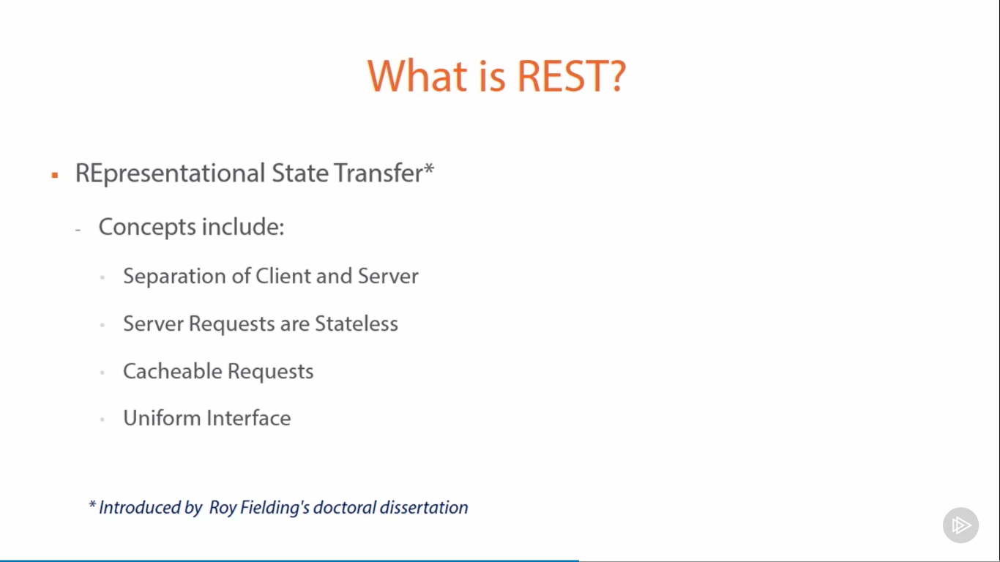 What is REST?
REpresentational State Transfer*
- Concepts include:
Separation of Client and Server
Server Requests are Stateless
Cacheable Requests
Uniform Interface
* Introduced by Roy Fielding's doctoral dissertation